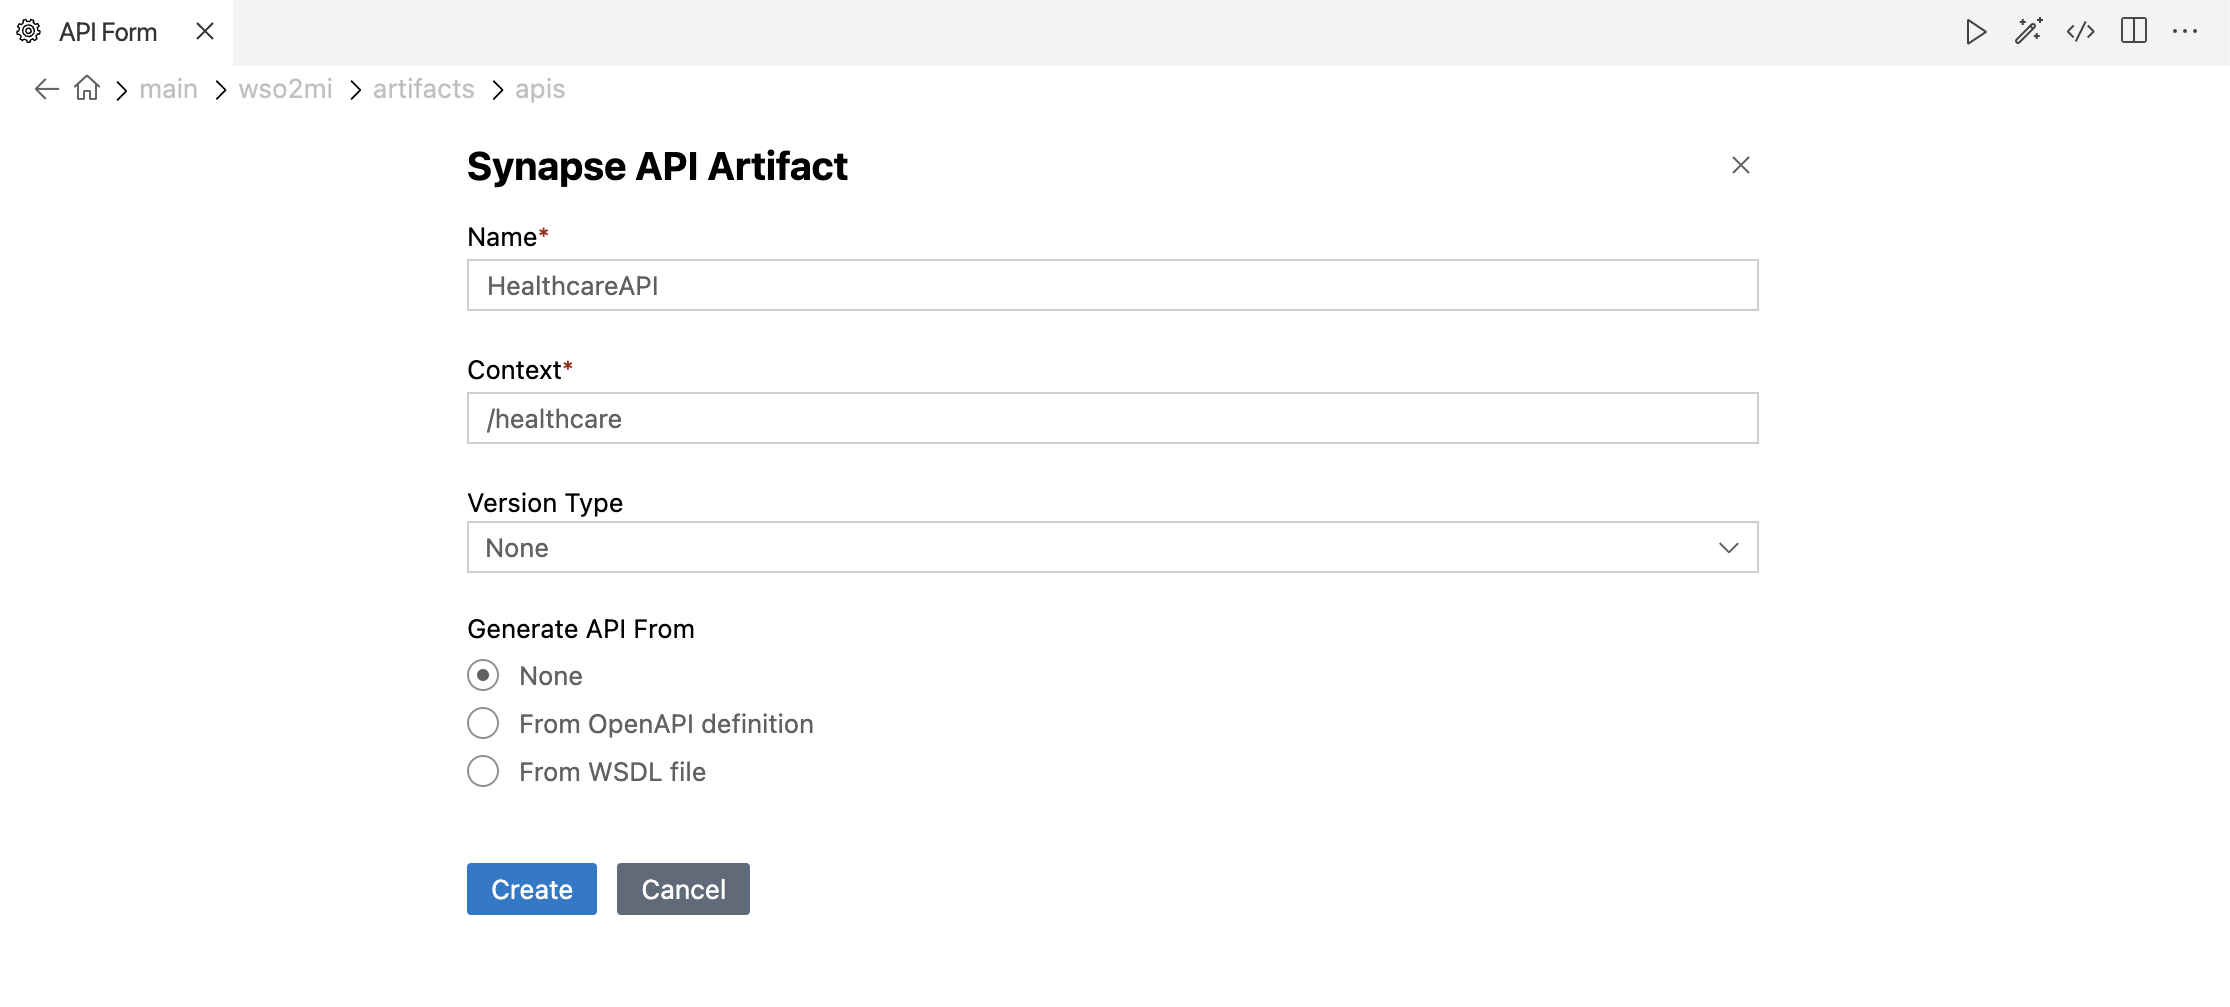 API Form
main wso2mi artifacts apis
Synapse API Artifact
Name*
HealthcareAPI
Context*
/healthcare
Version Type
None
Generate API From
None
From OpenAPI definition
From WSDL file
Create Cancel